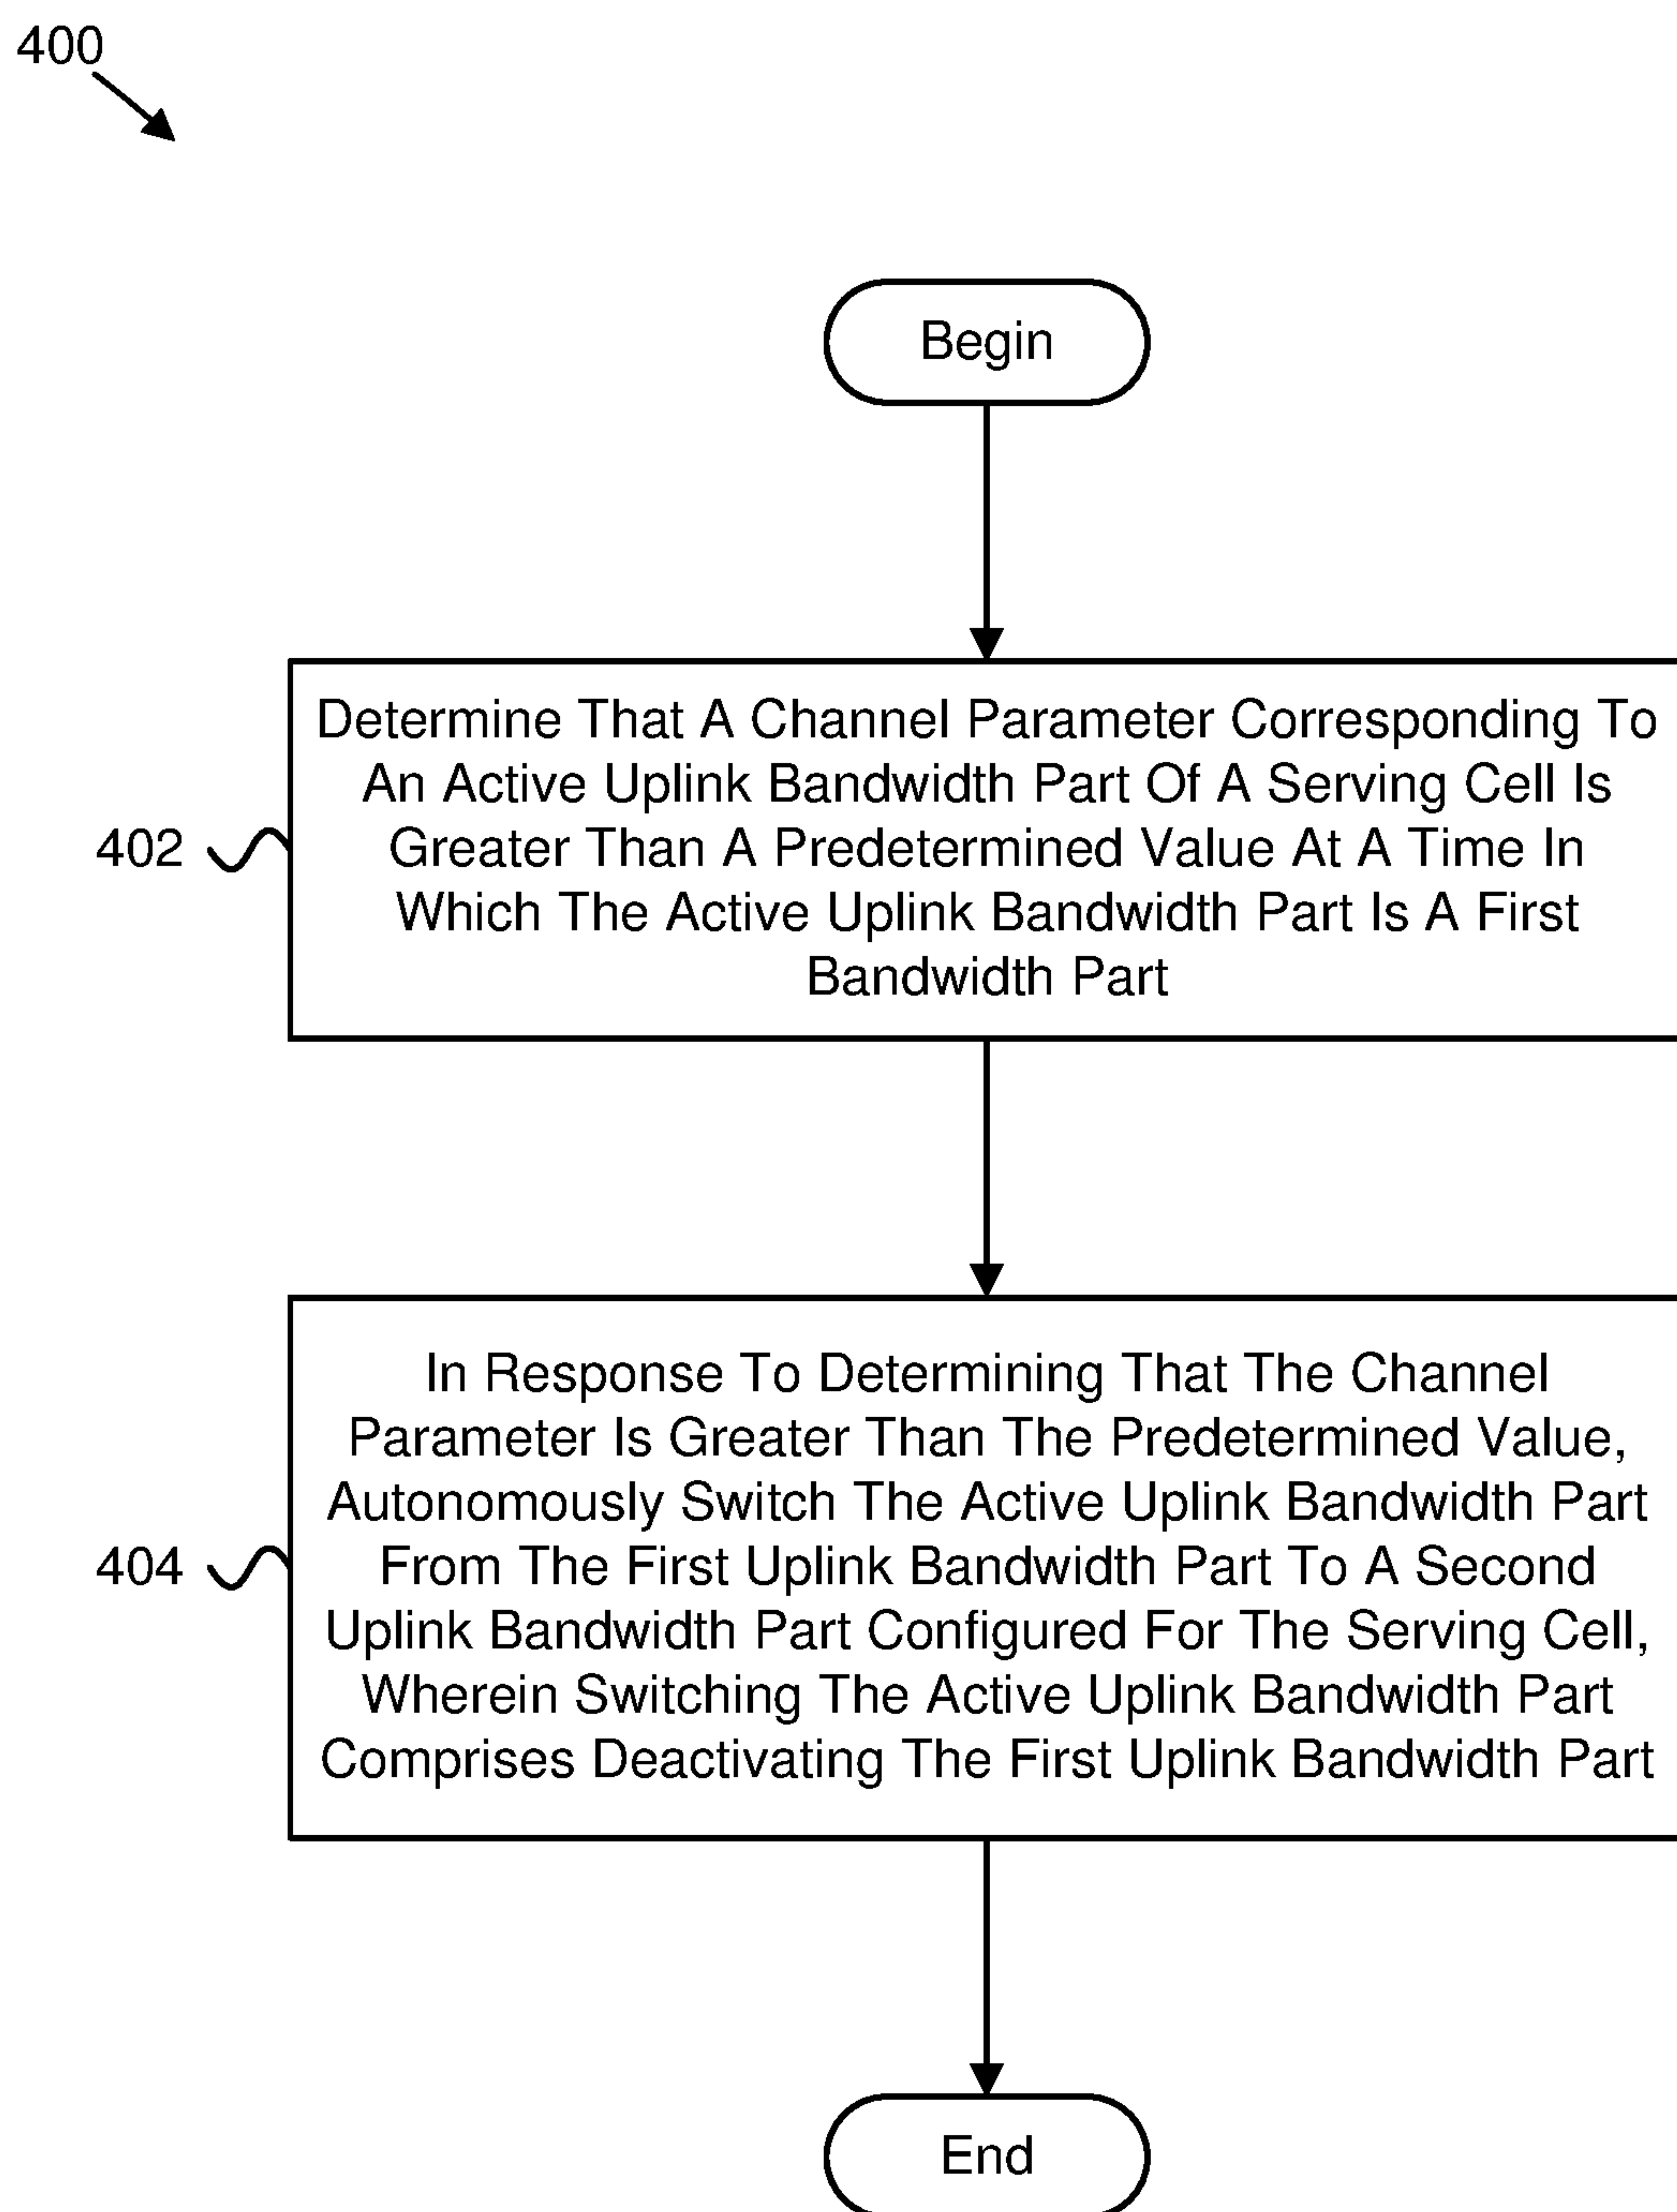 400
Begin
402
Determine That A Channel Parameter Corresponding To
An Active Uplink Bandwidth Part Of A Serving Cell Is
Greater Than A Predetermined Value At A Time In
Which The Active Uplink Bandwidth Part Is A First
Bandwidth Part
404
In Response To Determining That The Channel
Parameter Is Greater Than The Predetermined Value,
Autonomously Switch The Active Uplink Bandwidth Part
From The First Uplink Bandwidth Part To A Second
Uplink Bandwidth Part Configured For The Serving Cell,
Wherein Switching The Active Uplink Bandwidth Part
Comprises Deactivating The First Uplink Bandwidth Part
End